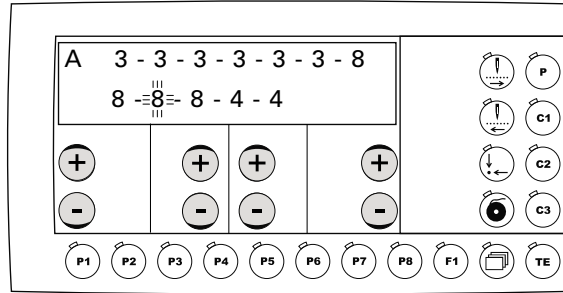 A 3 - 3 - 3 - 3 - 3 - 3 - 8
8 - 8 - 8 - 4 - 4
+ + + +
- - - -
P
C1
C2
C3
P1 P2 P3 P4 P5 P6 P7 P8 F1 TE